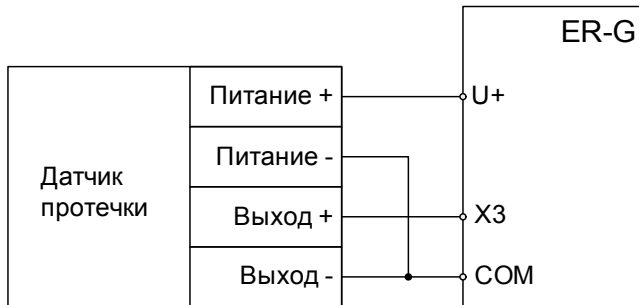 ER-G
Питание +
U+
Питание -
Датчик
протечки
Выход +
X3
Выход -
COM